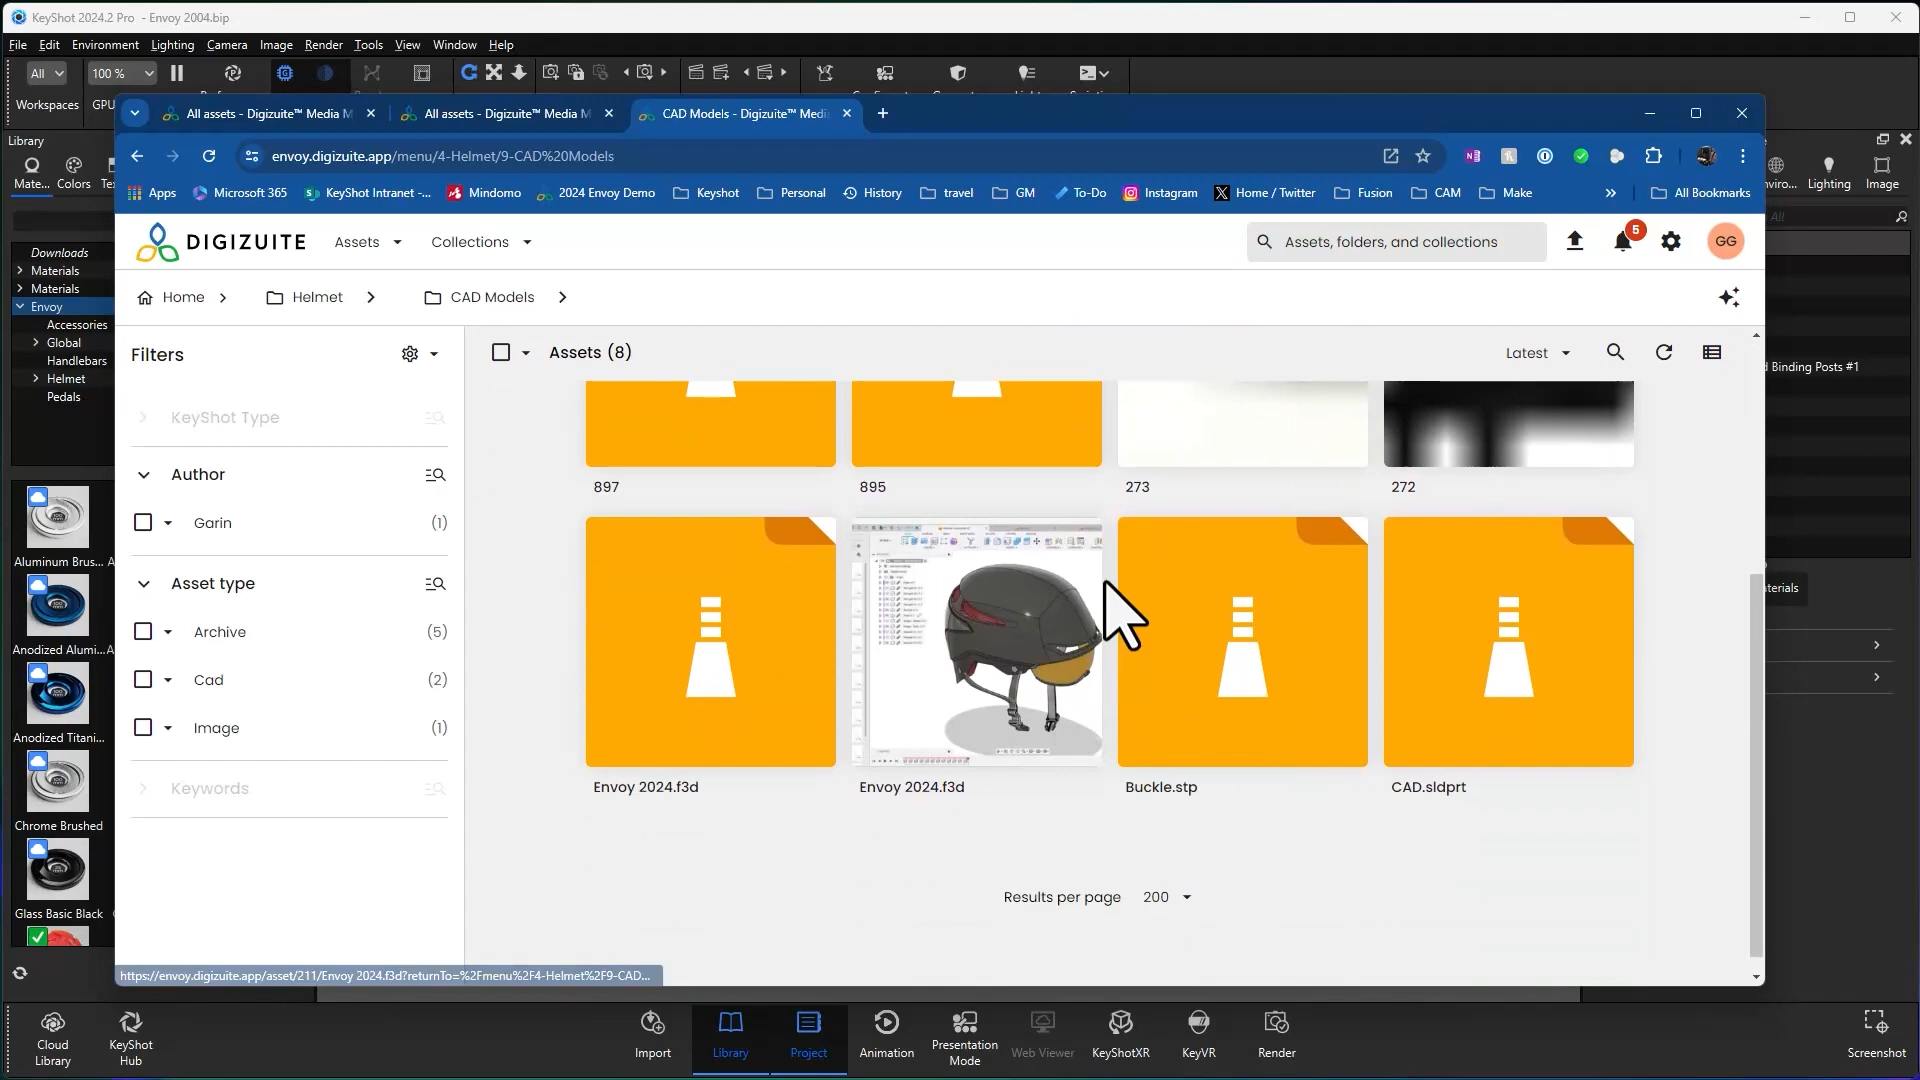 KeyShot 2024.2 Pro - Envoy 2004.bip
File Edit Environment Lighting Camera Image Render Tools View Window Help
All 100 %
Workspaces GPU
All assets - Digizuite™ Media M All assets - Digizuite™ Media M CAD Models - Digizuite™ Medi
envoy.digizuite.app/menu/4-Helmet/9-CAD%20Models
Apps Microsoft 365 KeyShot Intranet -... Mindomo 2024 Envoy Demo Keyshot Personal History travel GM To-Do Instagram Home / Twitter Fusion CAM Make » All Bookmarks
Library
Mate... Colors Te
nviro... Lighting Image
All
DIGIZUITE Assets Collections Assets, folders, and collections 5 GG
Home Helmet CAD Models
Downloads
Materials
Materials
Envoy
Accessories
Global
Handlebars
Helmet
Pedals
Filters
KeyShot Type
Author
Garin (1)
Asset type
Archive (5)
Cad (2)
Image (1)
Keywords
Assets (8) Latest
897 895 273 272
Envoy 2024.f3d Envoy 2024.f3d Buckle.stp CAD.sldprt
Results per page 200
d Binding Posts #1
aterials
Aluminum Brus... A
Anodized Alumi... A
Anodized Titani...
Chrome Brushed
Glass Basic Black
https://envoy.digizuite.app/asset/211/Envoy 2024.f3d?returnTo=%2Fmenu%2F4-Helmet%2F9-CAD...
Cloud Library
KeyShot Hub
Import Library Project Animation Presentation Mode Web Viewer KeyShotXR KeyVR Render Screenshot